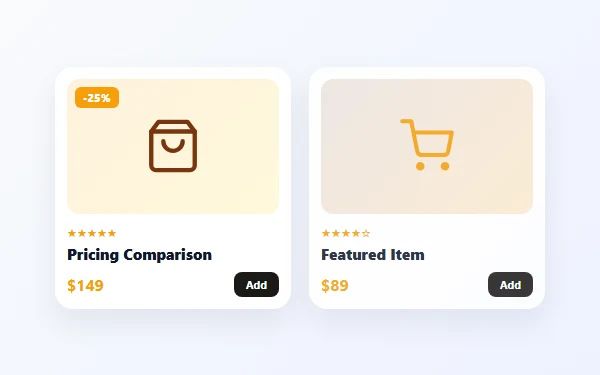 -25%
★★★★★
Pricing Comparison
$149
Add
★★★★☆
Featured Item
$89
Add